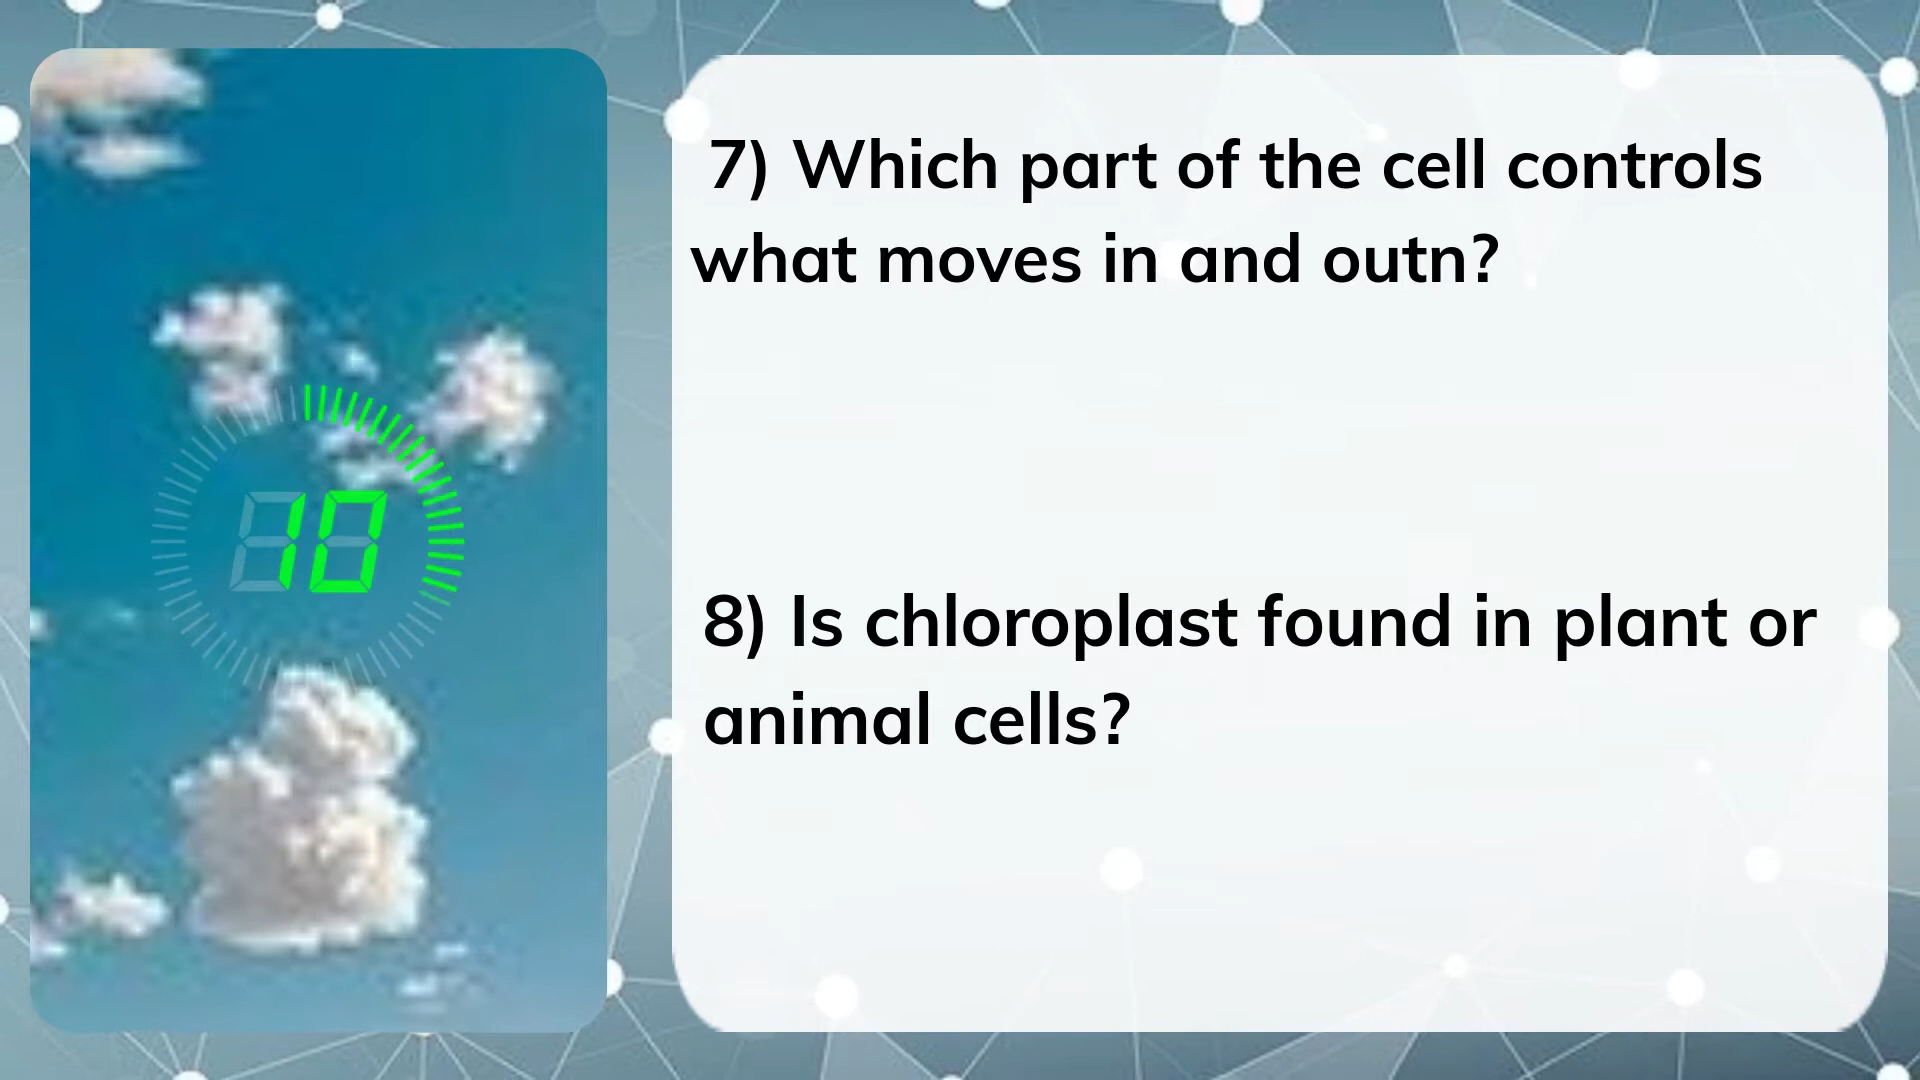 10
7) Which part of the cell controls
what moves in and outn?
8) Is chloroplast found in plant or
animal cells?